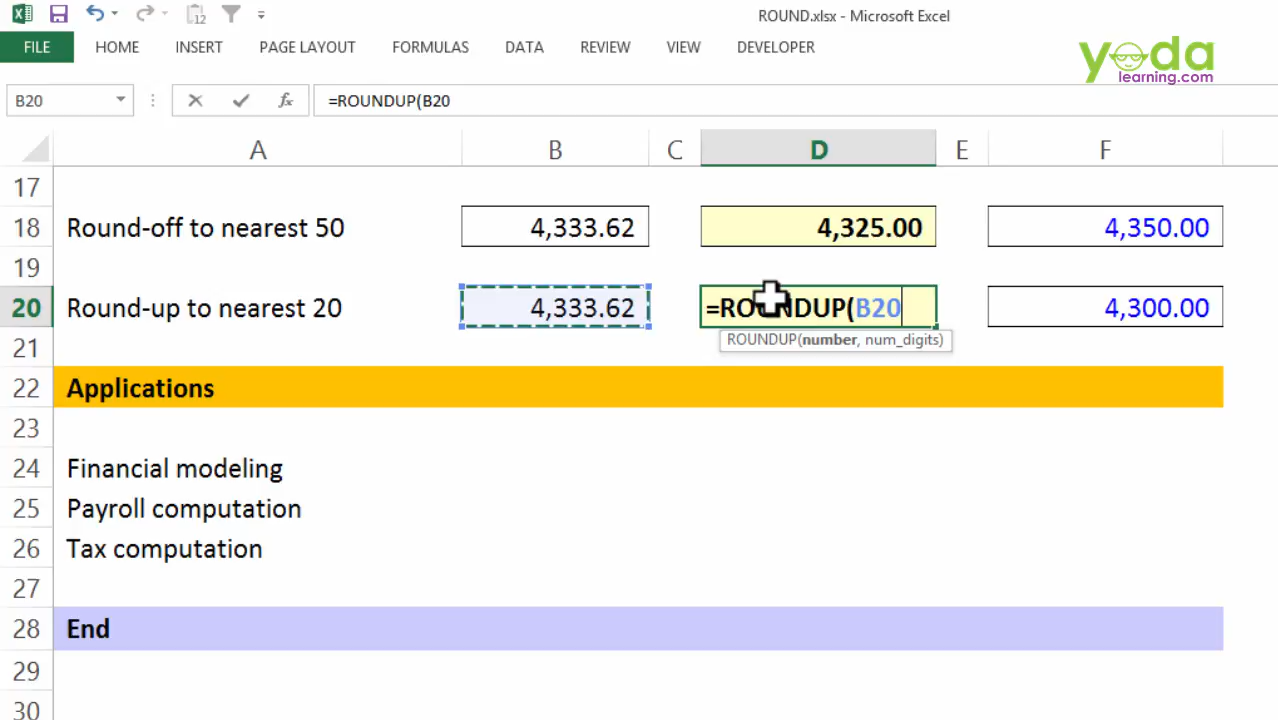 12
ROUND.xlsx - Microsoft Excel
FILE HOME INSERT PAGE LAYOUT FORMULAS DATA REVIEW VIEW DEVELOPER
yoda
learning.com
B20 fx =ROUNDUP(B20
A B C D E F
17
18 Round-off to nearest 50 4,333.62 4,325.00 4,350.00
19
20 Round-up to nearest 20 4,333.62 =ROUNDUP(B20 4,300.00
21 ROUNDUP(number, num_digits)
22 Applications
23
24 Financial modeling
25 Payroll computation
26 Tax computation
27
28 End
29
30